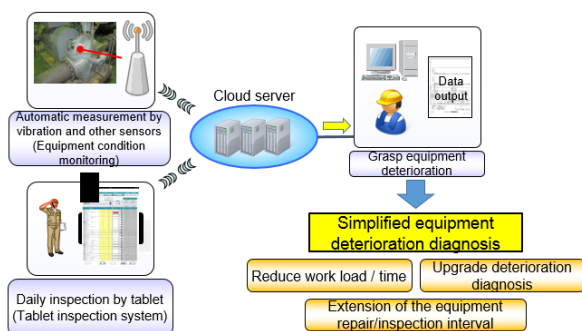 Automatic measurement by
vibration and other sensors
(Equipment condition
monitoring)
Cloud server
Data
output
Grasp equipment
deterioration
Daily inspection by tablet
(Tablet inspection system)
Simplified equipment
deterioration diagnosis
Reduce work load / time
Upgrade deterioration
diagnosis
Extension of the equipment
repair/inspection interval